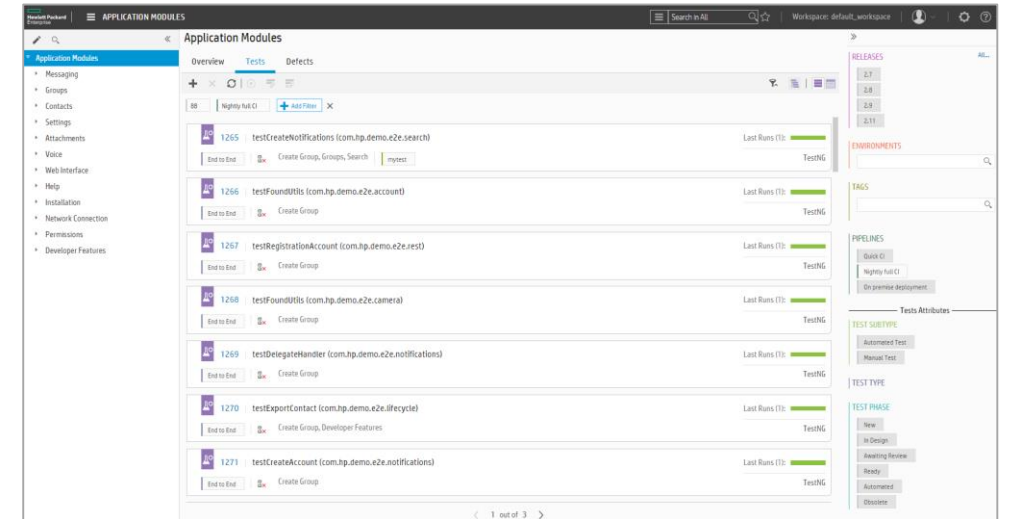 Hewlett Packard
Enterprise
APPLICATION MODULES
Search in All
Workspace: default_workspace
Application Modules
Messaging
Groups
Contacts
Settings
Attachments
Voice
Web Interface
Help
Installation
Network Connection
Permissions
Developer Features
Application Modules
Overview Tests Defects
88 Nightly full CI Add Filter
1265 testCreateNotifications (com.hp.demo.e2e.search) Last Runs (1):
End to End Create Group, Groups, Search mytest TestNG
1266 testFoundUtils (com.hp.demo.e2e.account) Last Runs (1):
End to End Create Group TestNG
1267 testRegistrationAccount (com.hp.demo.e2e.rest) Last Runs (1):
End to End Create Group TestNG
1268 testFoundUtils (com.hp.demo.e2e.camera) Last Runs (1):
End to End Create Group TestNG
1269 testDelegateHandler (com.hp.demo.e2e.notifications) Last Runs (1):
End to End Create Group TestNG
1270 testExportContact (com.hp.demo.e2e.lifecycle) Last Runs (1):
End to End Create Group, Developer Features TestNG
1271 testCreateAccount (com.hp.demo.e2e.notifications) Last Runs (1):
End to End Create Group TestNG
1 out of 3
RELEASES
2.7
2.8
2.9
2.11
ENVIRONMENTS
TAGS
PIPELINES
Quick CI
Nightly full CI
On premise deployment
Tests Attributes
TEST SUBTYPE
Automated Test
Manual Test
TEST TYPE
TEST PHASE
New
In Design
Awaiting Review
Ready
Automated
Obsolete